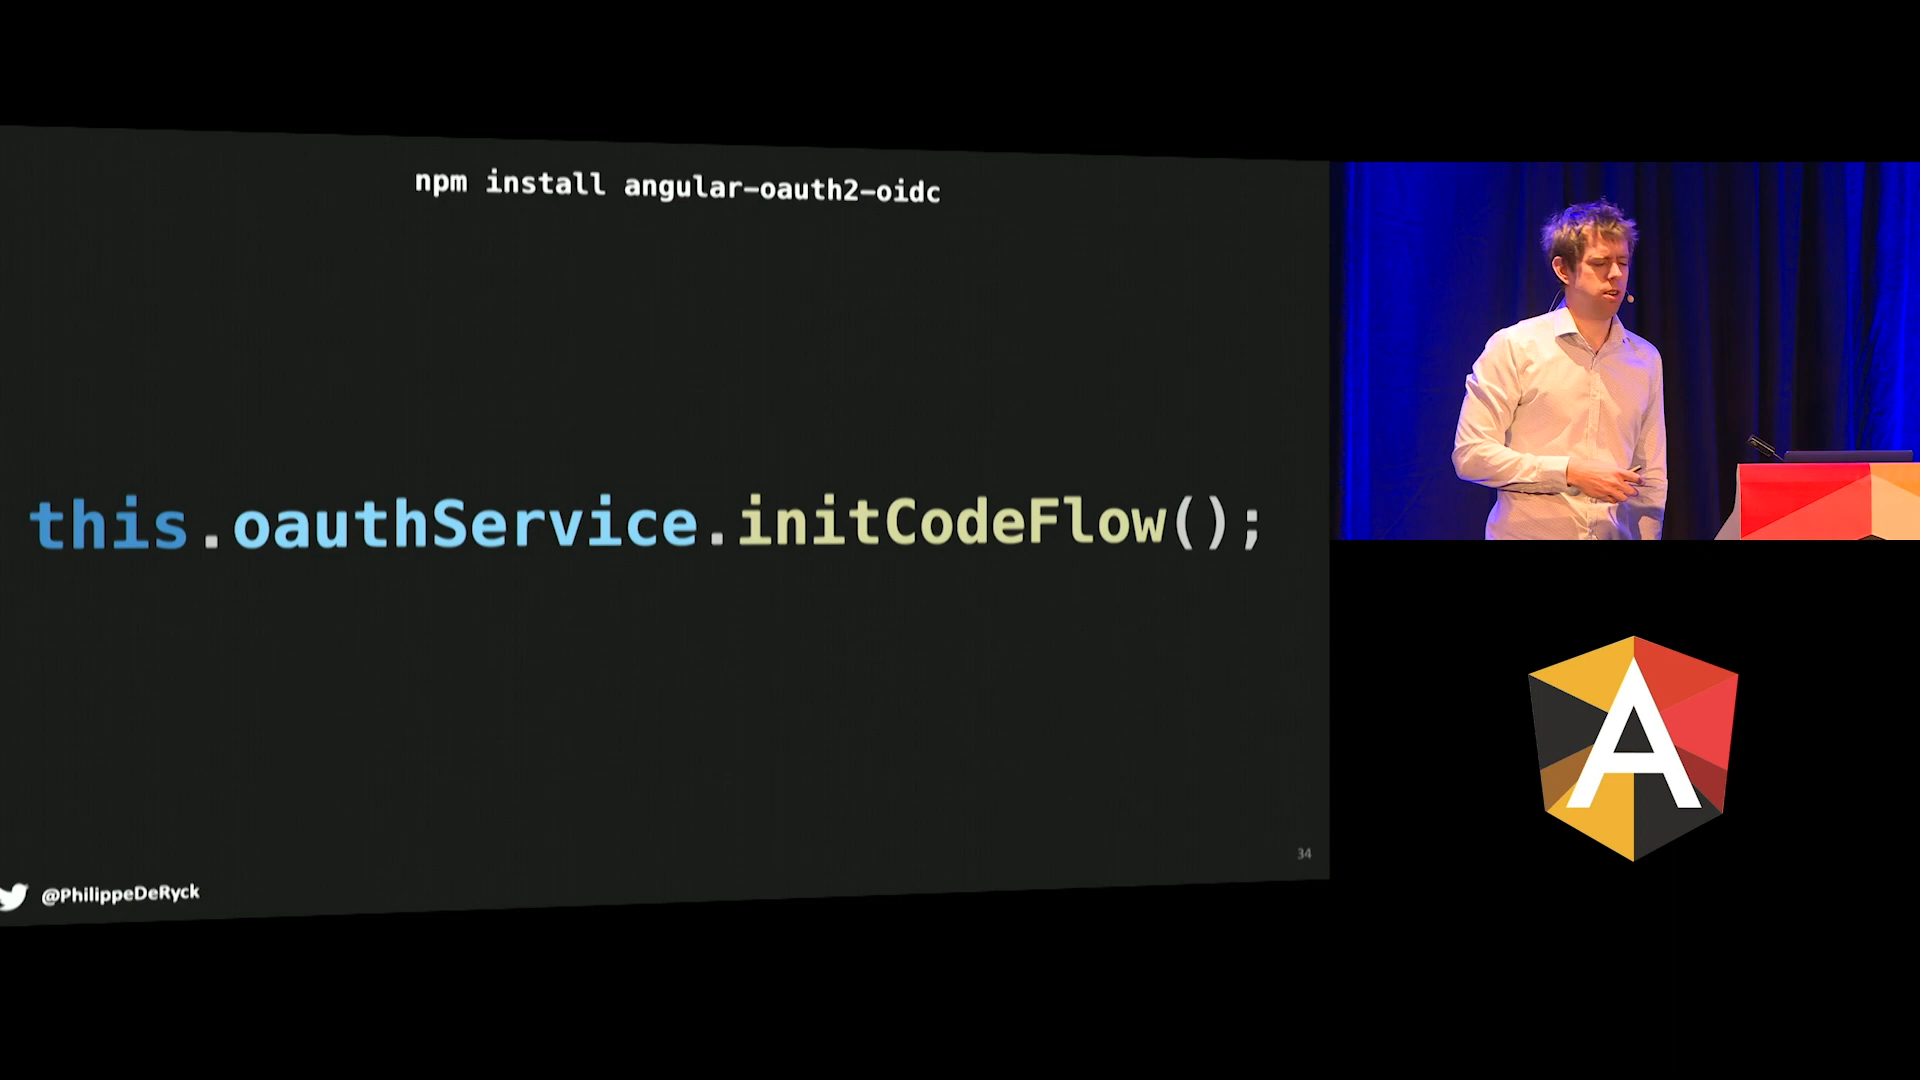 npm install angular-oauth2-oidc
this.oauthService.initCodeFlow();
34
@PhilippeDeRyck
A